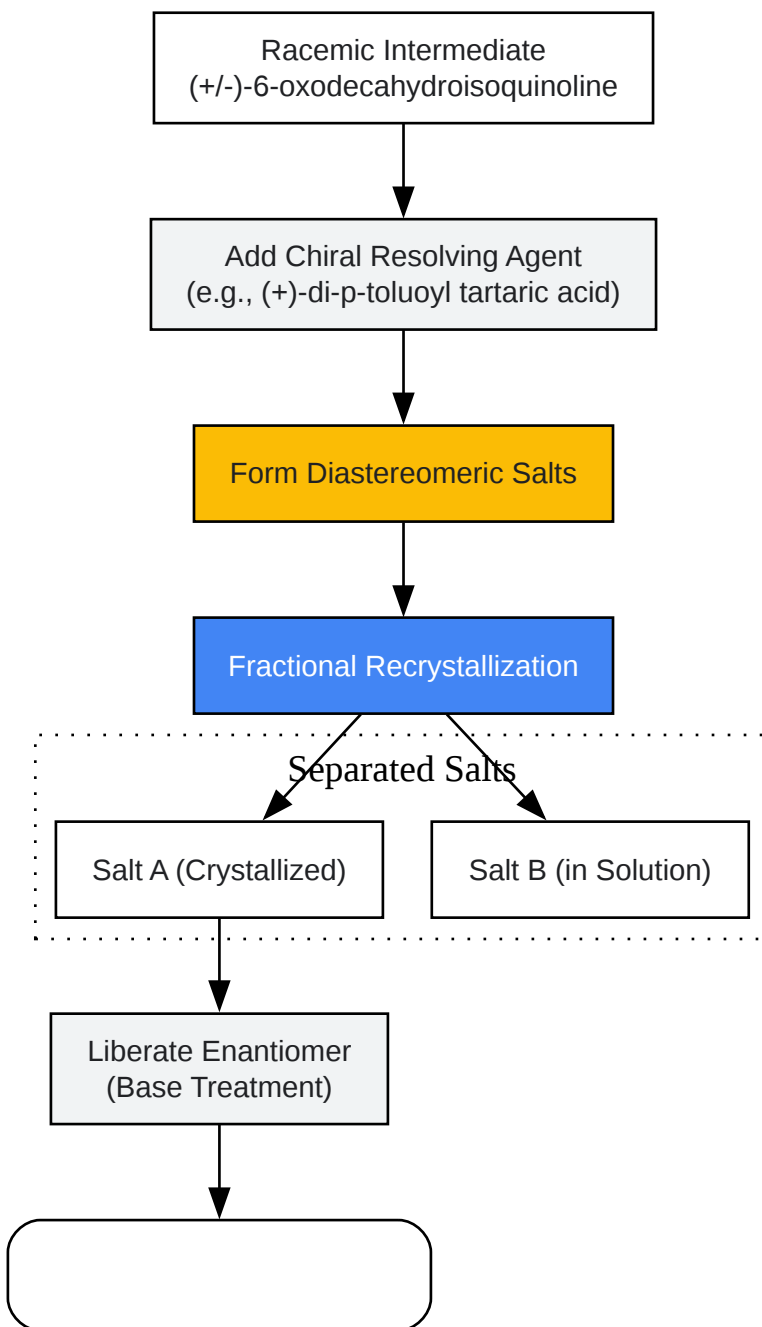 Racemic Intermediate
(+/-)-6-oxodecahydroisoquinoline
Add Chiral Resolving Agent
(e.g., (+)-di-p-toluoyl tartaric acid)
Form Diastereomeric Salts
Fractional Recrystallization
Separated Salts
Salt A (Crystallized)
Salt B (in Solution)
Liberate Enantiomer
(Base Treatment)